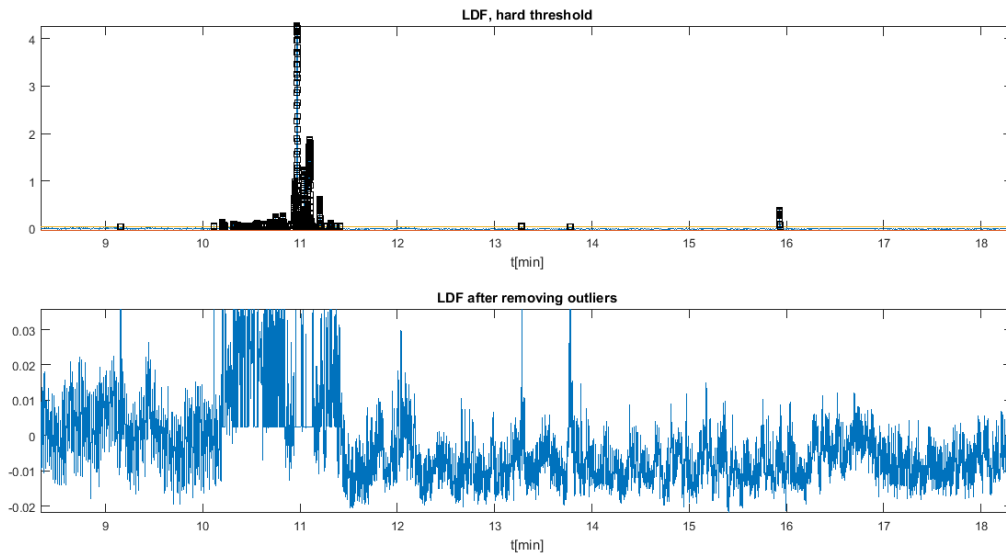 LDF, hard threshold
4
3
2
1
0
9 10 11 12 13 14 15 16 17 18
t[min]
LDF after removing outliers
0.03
0.02
0.01
0
-0.01
-0.02
9 10 11 12 13 14 15 16 17 18
t[min]